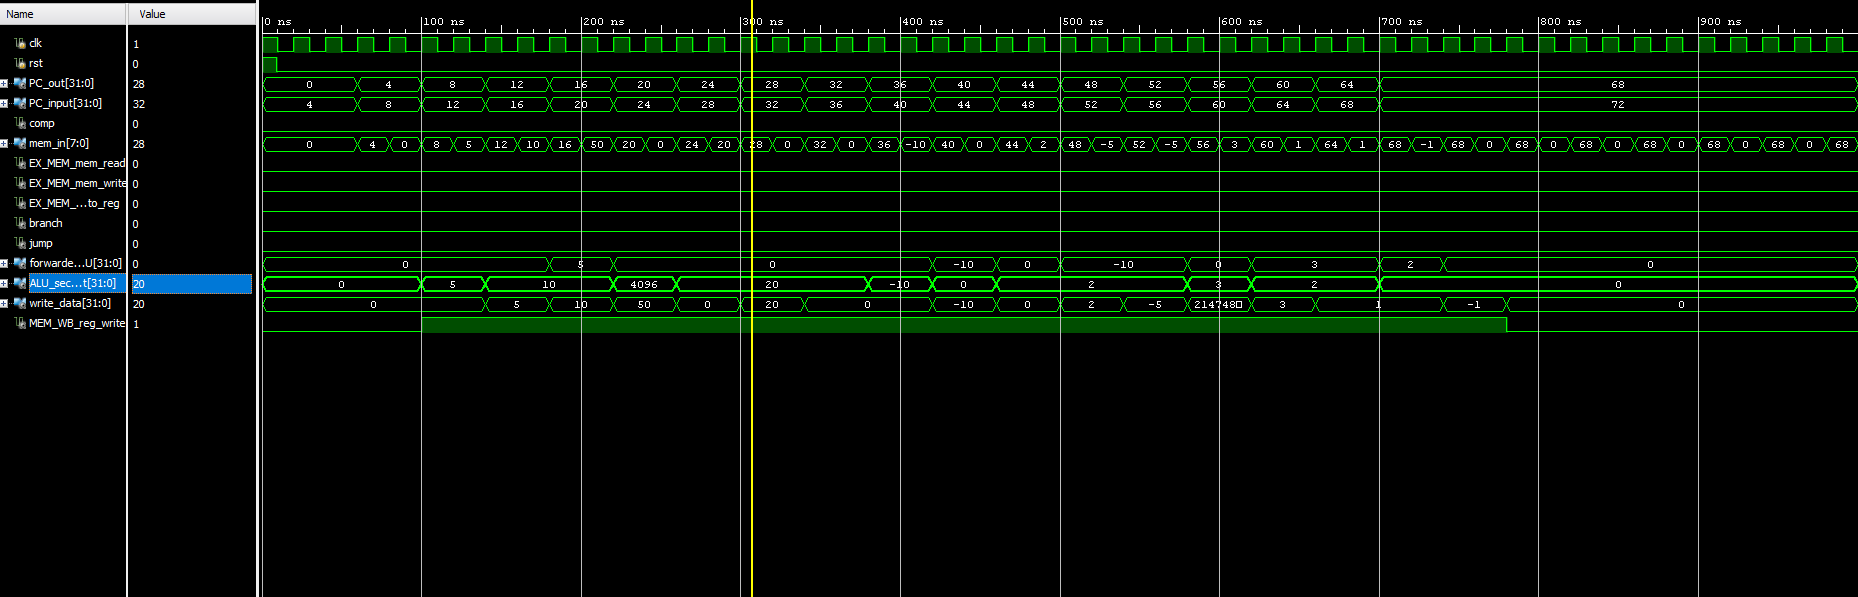 Name Value 0 ns 100 ns 200 ns 300 ns 400 ns 500 ns 600 ns 700 ns 800 ns 900 ns
clk 1
rst 0
PC_out[31:0] 28 0 4 8 12 16 20 24 28 32 36 40 44 48 52 56 60 64 68
PC_input[31:0] 32 4 8 12 16 20 24 28 32 36 40 44 48 52 56 60 64 68 72
comp 0
mem_in[7:0] 28 0 4 0 8 5 12 10 16 50 20 0 24 20 28 0 32 0 36 -10 40 0 44 2 48 -5 52 -5 56 3 60 1 64 1 68 -1 68 0 68 0 68 0 68 0 68 0 68 0 68
EX_MEM_mem_read 0
EX_MEM_mem_write 0
EX_MEM_...to_reg 0
branch 0
jump 0
forwarde...U[31:0] 0 0 5 0 -10 0 -10 0 3 2 0
ALU_sec...t[31:0] 20 0 5 10 4096 20 -10 0 2 3 2 0
write_data[31:0] 20 0 5 10 50 0 20 0 -10 0 2 -5 214748 3 1 -1 0
MEM_WB_reg_write 1